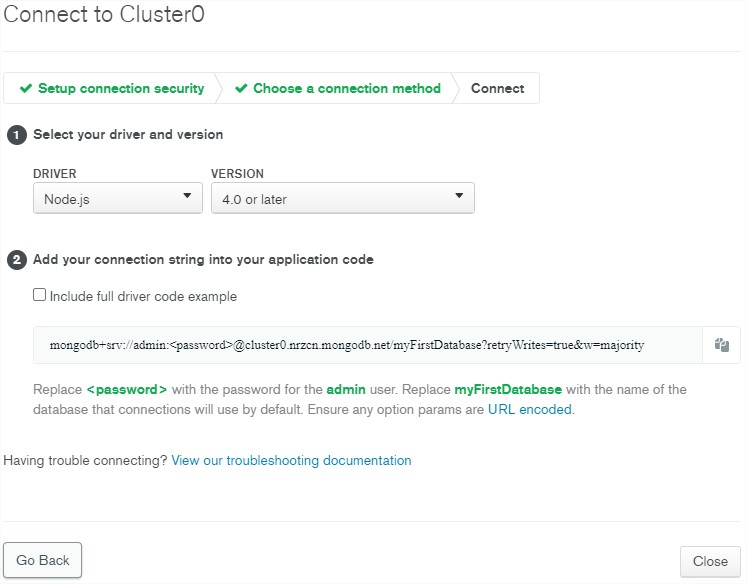 Connect to Cluster0
✔ Setup connection security ✔ Choose a connection method Connect
1 Select your driver and version
DRIVER VERSION
Node.js 4.0 or later
2 Add your connection string into your application code
Include full driver code example
mongodb+srv://admin:<password>@cluster0.nrzcn.mongodb.net/myFirstDatabase?retryWrites=true&w=majority
Replace <password> with the password for the admin user. Replace myFirstDatabase with the name of the
database that connections will use by default. Ensure any option params are URL encoded.
Having trouble connecting? View our troubleshooting documentation
Go Back Close